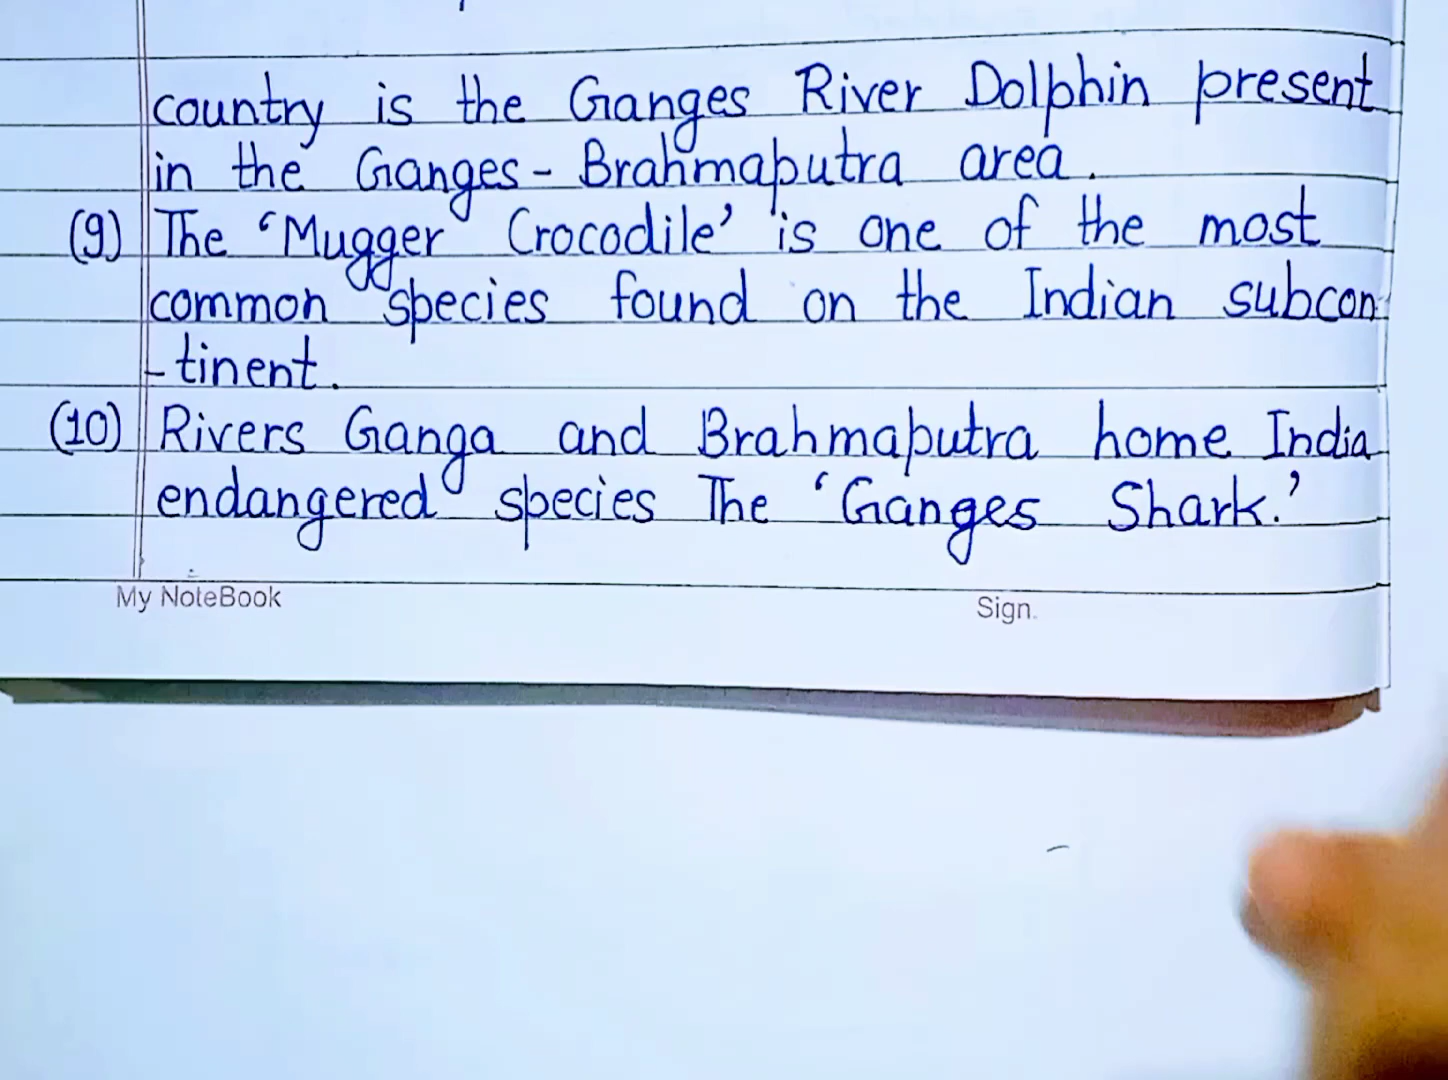 country is the Ganges River Dolphin present
in the Ganges - Brahmaputra area.
(9) The ‘Mugger Crocodile’ is one of the most
common species found on the Indian subcon
-tinent.
(10) Rivers Ganga and Brahmaputra home India
endangered species The ‘Ganges Shark.’
My NoteBook
Sign.